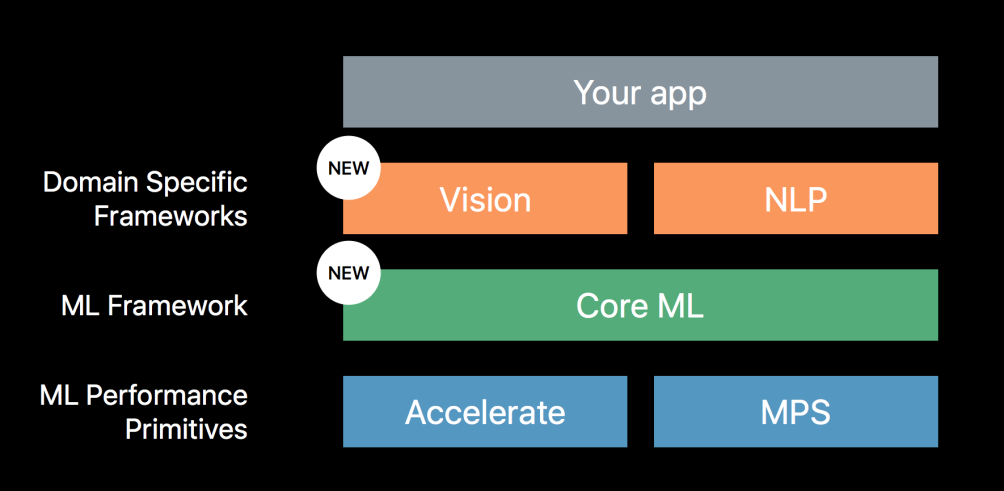 Your app
NEW
Domain Specific
Frameworks
Vision
NLP
NEW
ML Framework
Core ML
ML Performance
Primitives
Accelerate
MPS